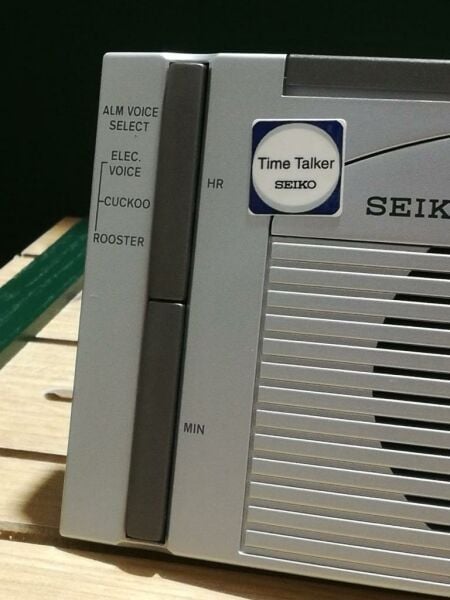 ALM VOICE
SELECT
ELEC.
VOICE
CUCKOO
ROOSTER
HR
MIN
Time Talker
SEIKO
SEIK